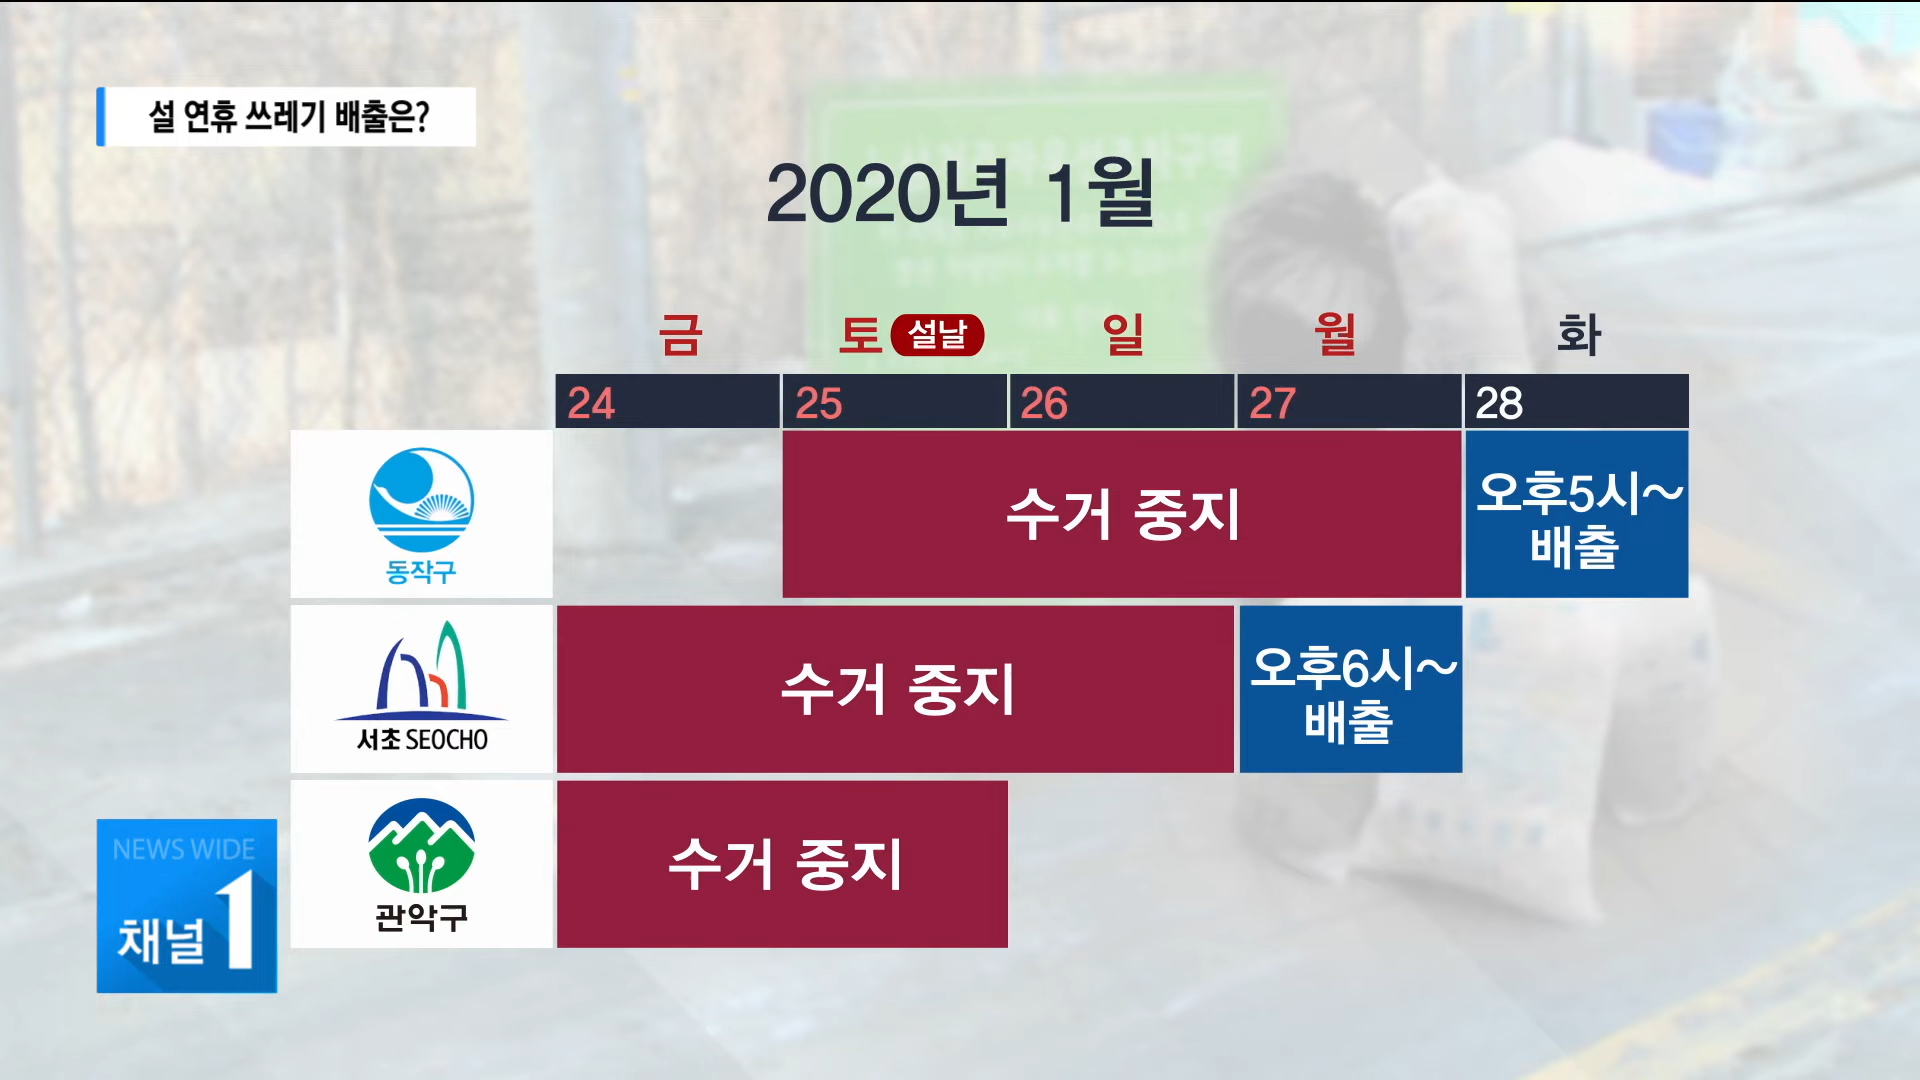 설 연휴 쓰레기 배출은?
2020년 1월
금 토 설날 일 월 화
24 25 26 27 28
동작구
수거 중지
오후5시~
배출
서초 SEOCHO
수거 중지
오후6시~
배출
관악구
수거 중지
NEWS WIDE
채널1